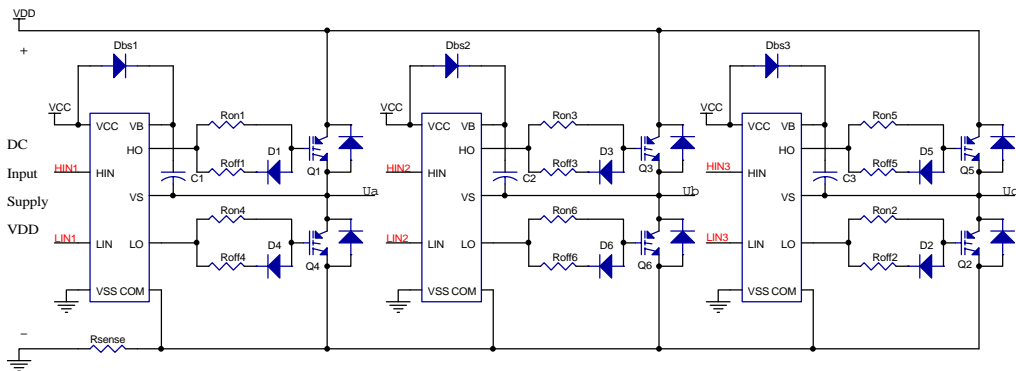 VDD
+
Dbs1
Dbs2
Dbs3
VCC
VCC
VCC
VCC VB
VCC VB
VCC VB
Ron1
Ron3
Ron5
DC
HO
HO
HO
D1
D3
D5
Input
HIN1
HIN
Roff1
C1
Q1
HIN2
HIN
Roff3
C2
Q3
HIN3
HIN
Roff5
C3
Q5
Supply
VS
Ua
VS
Ub
VS
VDD
Ron4
Ron6
Ron2
LIN1
LIN LO
D4
Q4
LIN2
LIN LO
D6
Q6
LIN3
LIN LO
D2
Q2
Roff4
Roff6
Roff2
VSS COM
VSS COM
VSS COM
-
Rsense